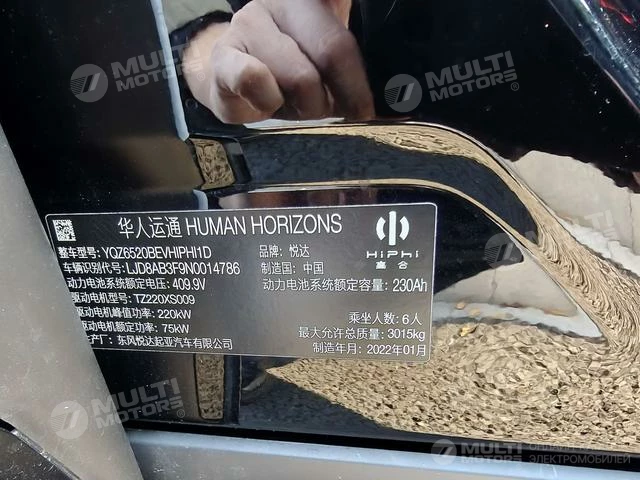 MULTI MOTORS®
MULTI MOTORS®
华人运通 HUMAN HORIZONS
整车型号: YQZ6520BEVHIPHI1D 品牌: 悦达
车辆识别代号: LJD8AB3F9N0014786 制造国: 中国
动力电池系统额定电压: 409.9V 动力电池系统额定容量: 230Ah
驱动电机型号: TZ220XS009
驱动电机峰值功率: 220kW 乘坐人数: 6人
驱动电机额定功率: 75kW 最大允许总质量: 3015kg
生产厂: 东风悦达起亚汽车有限公司 制造年月: 2022年01月
HiPhi
高合
MULTI MOTORS®
MULTI MOTORS®
ЭЛЕКТРОМОБИЛЕЙ